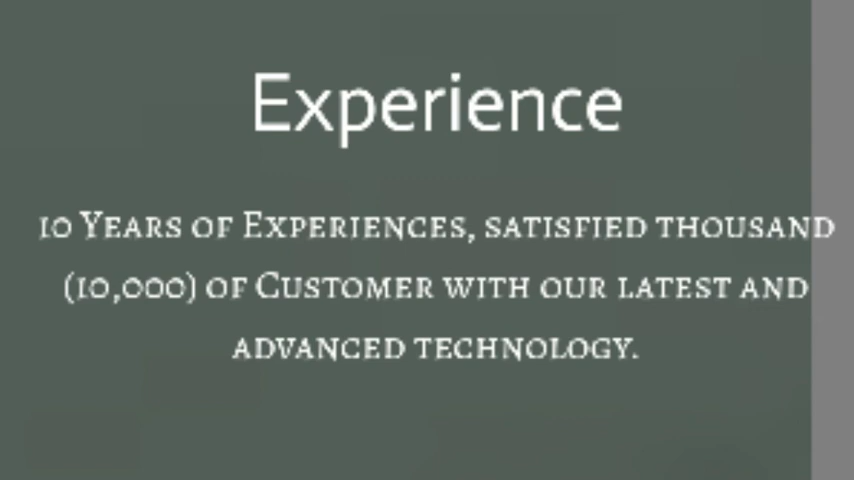 Experience
10 Years of Experiences, satisfied thousand
(10,000) of Customer with our latest and
advanced technology.